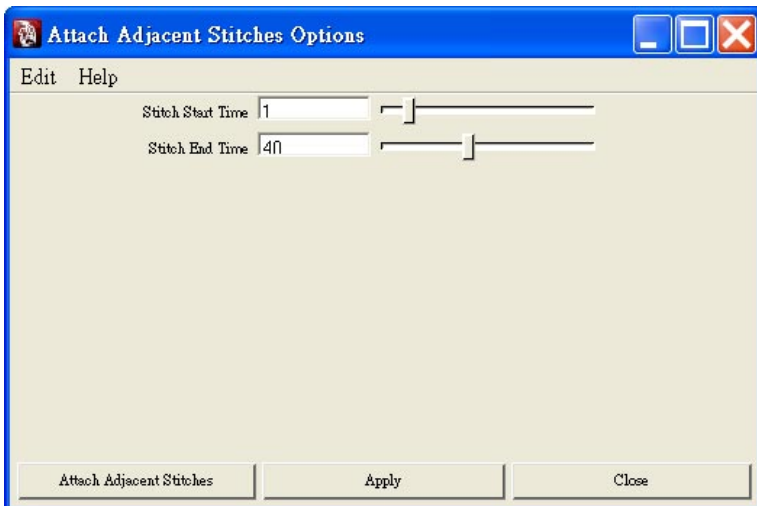 Attach Adjacent Stitches Options
Edit Help
Stitch Start Time 1
Stitch End Time 40
Attach Adjacent Stitches Apply Close